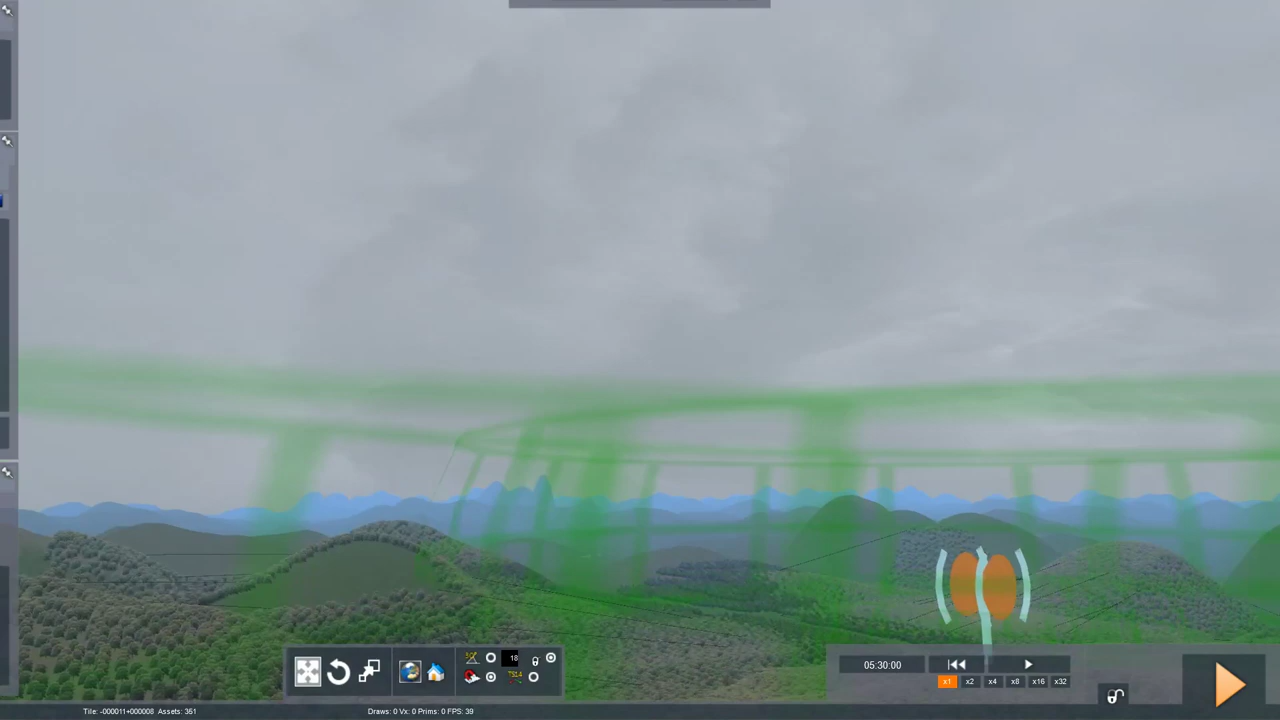 18
TS14
05:30:00
x1 x2 x4 x8 x16 x32
Tile: -000011+000008 Assets: 361
Draws: 0 Vx: 0 Prims: 0 FPS: 39